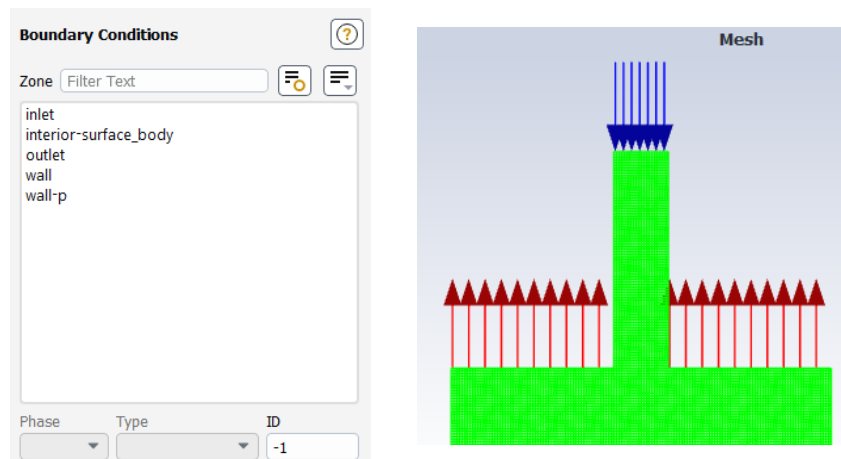 Boundary Conditions
?
Zone Filter Text
inlet
interior-surface_body
outlet
wall
wall-p
Phase Type ID
-1
Mesh